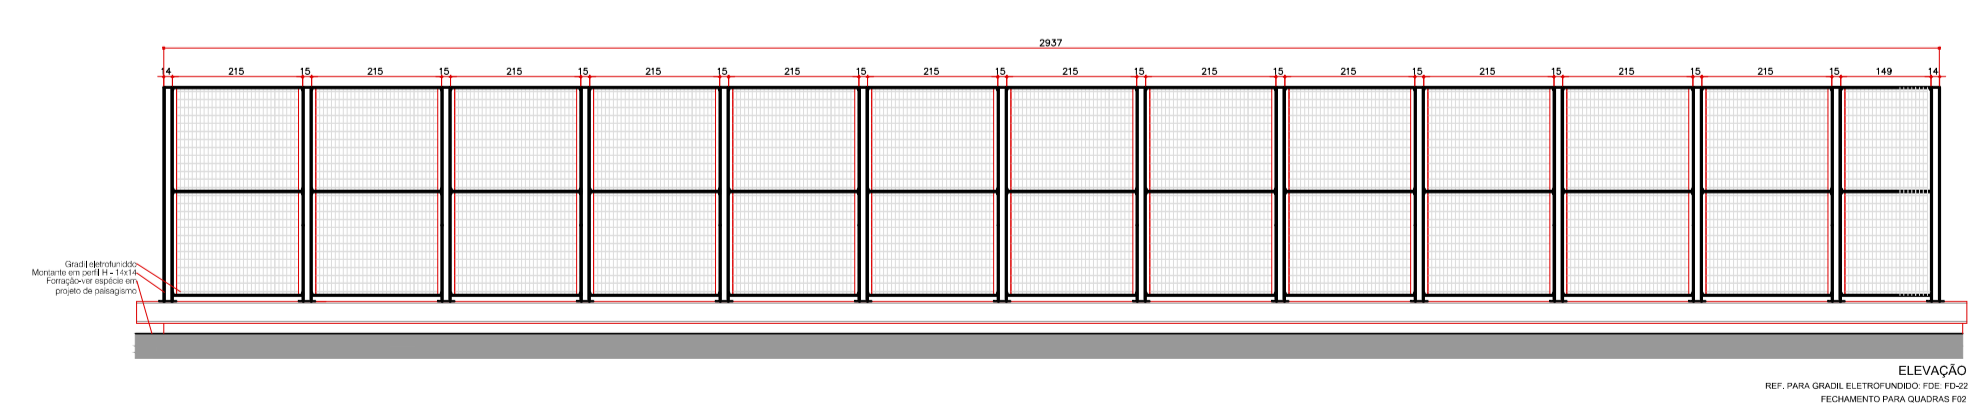 2937
14 215 15 215 15 215 15 215 15 215 15 215 15 215 15 215 15 215 15 215 15 215 15 215 15 149 14
Gradil eletrofuniddo
Montante em perfil H - 14x14
Forração-ver espécie em
projeto de paisagismo
ELEVAÇÃO
REF. PARA GRADIL ELETROFUNDIDO: FDE: FD-22
FECHAMENTO PARA QUADRAS F02